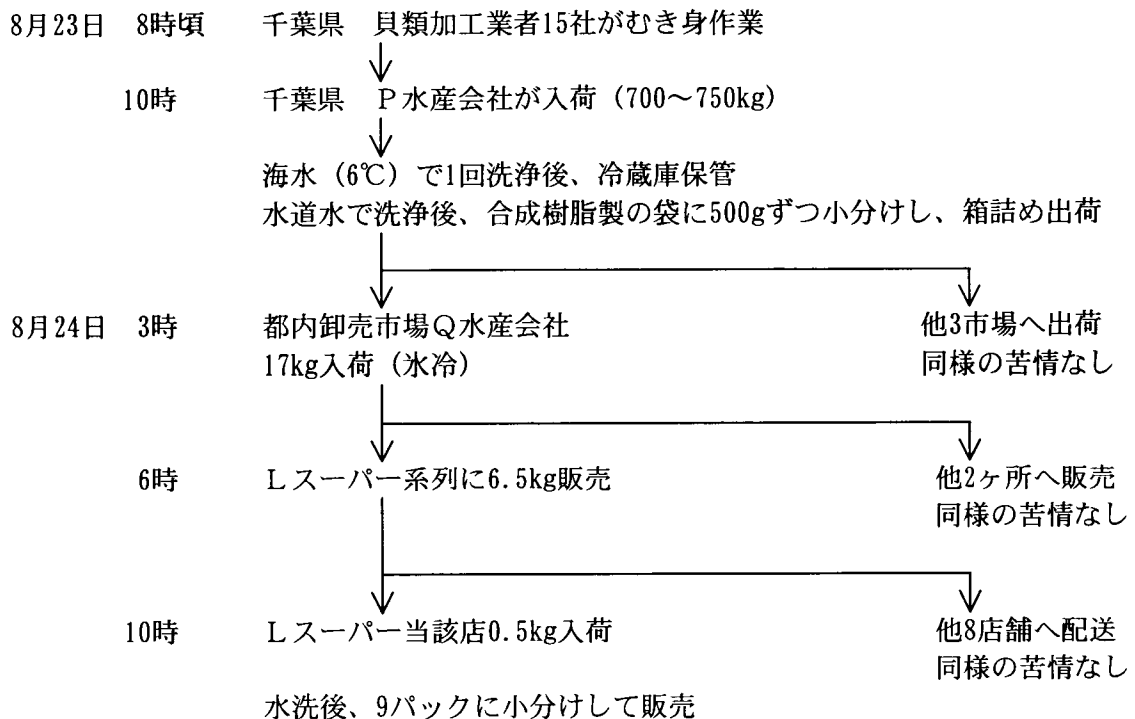 8月23日 8時頃 千葉県 貝類加工業者15社がむき身作業
10時 千葉県 P水産会社が入荷（700～750kg）
海水（6℃）で1回洗浄後、冷蔵庫保管
水道水で洗浄後、合成樹脂製の袋に500gずつ小分けし、箱詰め出荷
8月24日 3時 都内卸売市場Q水産会社 他3市場へ出荷
17kg入荷（氷冷） 同様の苦情なし
6時 Lスーパー系列に6.5kg販売 他2ヶ所へ販売
同様の苦情なし
10時 Lスーパー当該店0.5kg入荷 他8店舗へ配送
同様の苦情なし
水洗後、9パックに小分けして販売